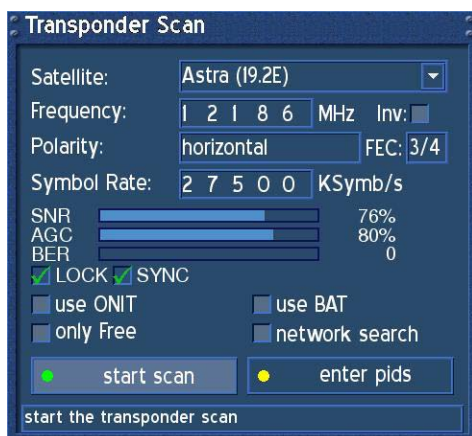 Transponder Scan
Satellite: Astra (19.2E)
Frequency: 1 2 1 8 6 MHz Inv:
Polarity: horizontal FEC: 3/4
Symbol Rate: 2 7 5 0 0 KSymb/s
SNR 76%
AGC 80%
BER 0
LOCK SYNC
use ONIT use BAT
only Free network search
start scan enter pids
start the transponder scan